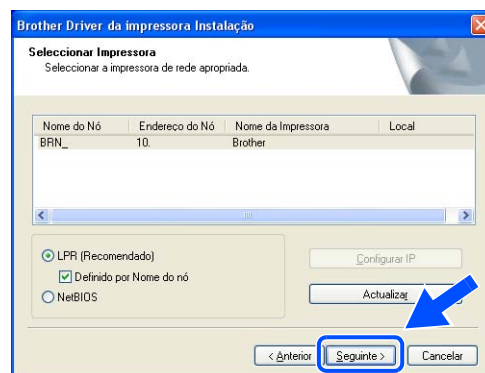 Brother Driver da impressora Instalação
Seleccionar Impressora
Seleccionar a impressora de rede apropriada.
Nome do Nó Endereço do Nó Nome da Impressora Local
BRN_ 10. Brother
LPR (Recomendado)
Configurar IP
Definido por Nome do nó
NetBIOS
Actualizar
< Anterior Seguinte > Cancelar